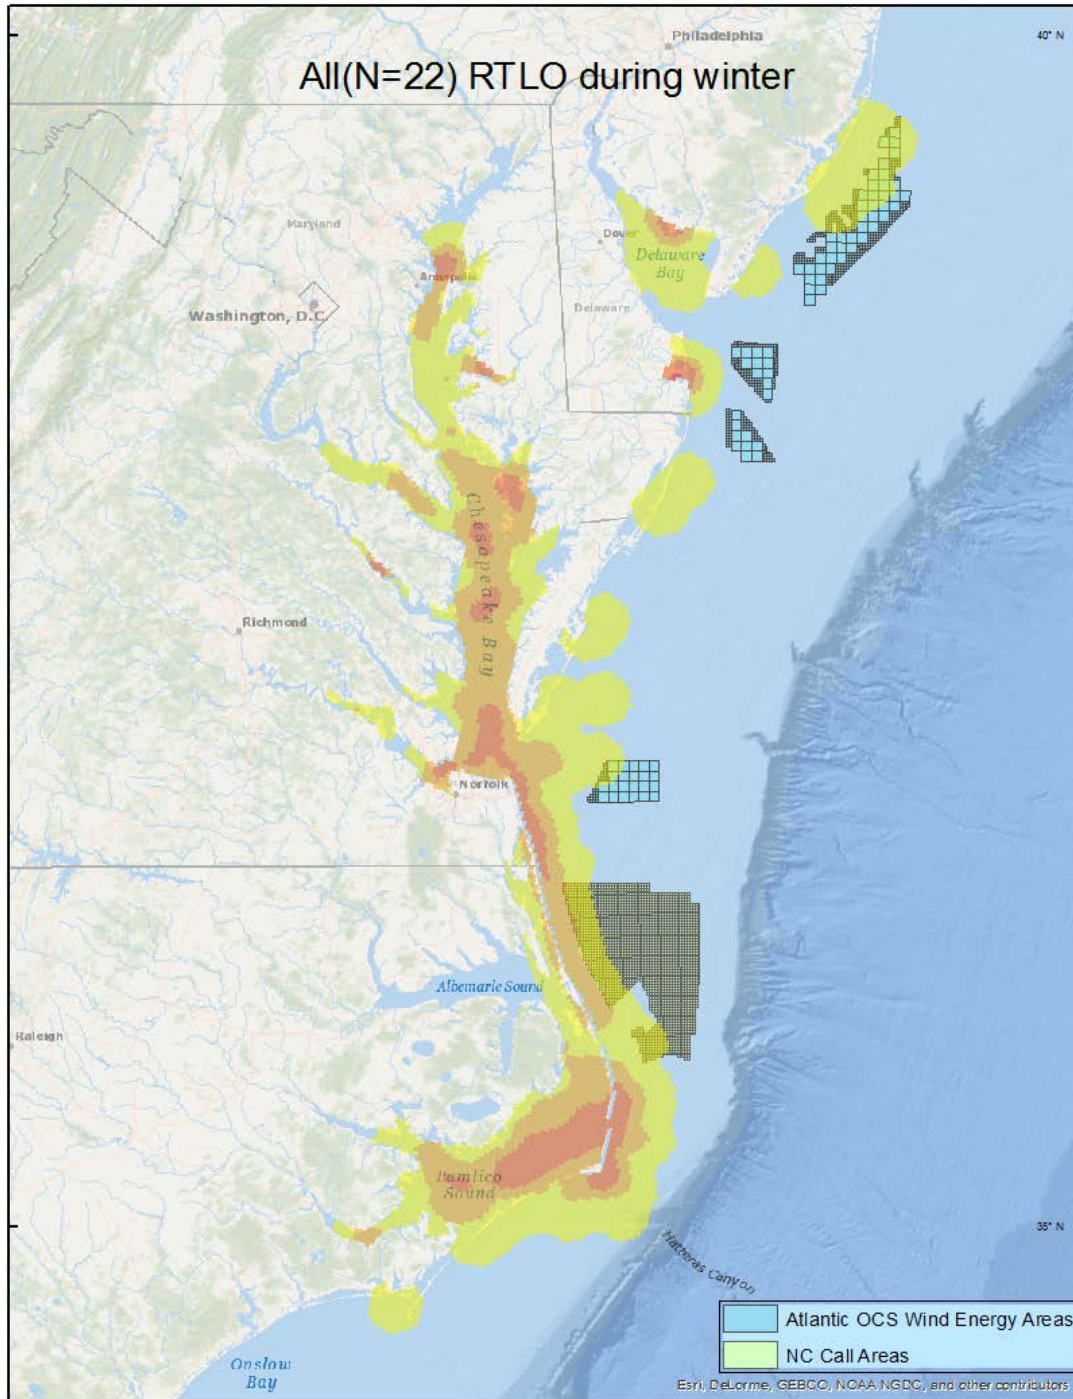 Philadelphia
40° N
All(N=22) RTLO during winter
Maryland
Dover
Delaware
Bay
Annapolis
Delaware
Washington, D.C.
Chesapeake Bay
Richmond
Norfolk
Albemarle Sound
Raleigh
Pamlico
Sound
35° N
Hatteras Canyon
Atlantic OCS Wind Energy Areas
NC Call Areas
Onslow
Bay
Esri, DeLorme, GEBCO, NOAA NGDC, and other contributors